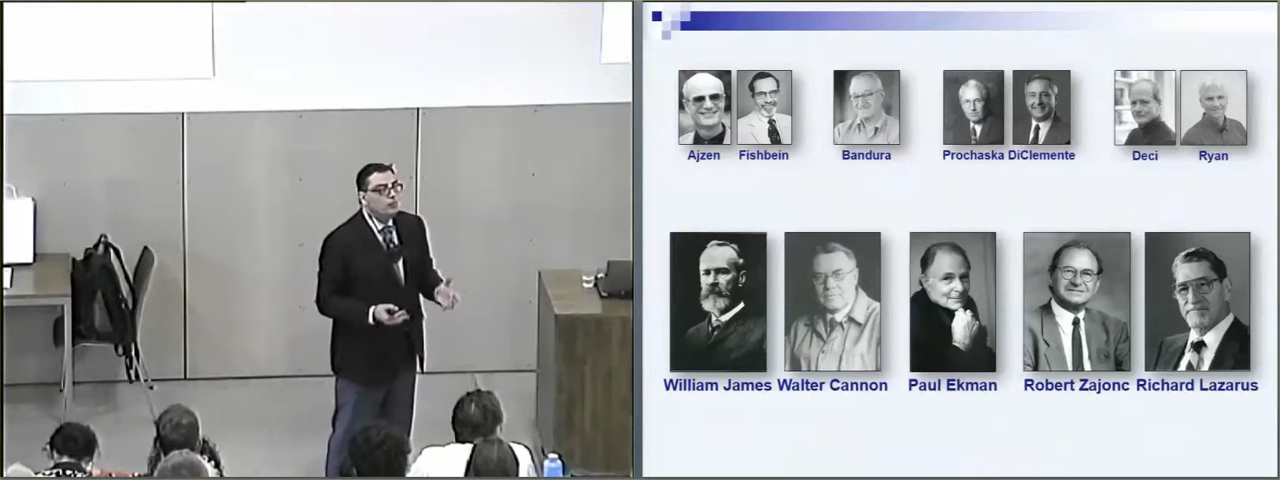 Ajzen Fishbein Bandura Prochaska DiClemente Deci Ryan
William James Walter Cannon Paul Ekman Robert Zajonc Richard Lazarus